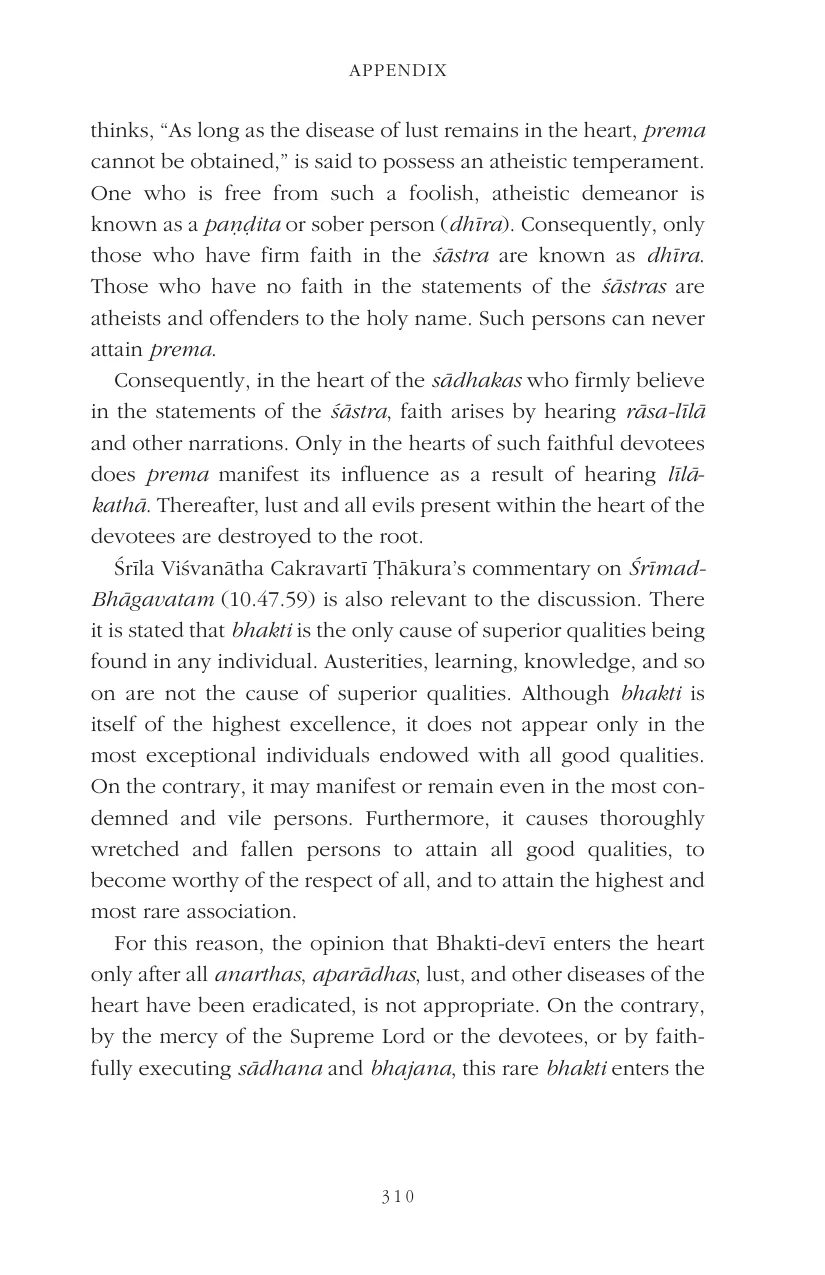 APPENDIX
thinks, “As long as the disease of lust remains in the heart, prema
cannot be obtained,” is said to possess an atheistic temperament.
One who is free from such a foolish, atheistic demeanor is
known as a paṇḍita or sober person (dhīra). Consequently, only
those who have firm faith in the śāstra are known as dhīra.
Those who have no faith in the statements of the śāstras are
atheists and offenders to the holy name. Such persons can never
attain prema.
Consequently, in the heart of the sādhakas who firmly believe
in the statements of the śāstra, faith arises by hearing rāsa-līlā
and other narrations. Only in the hearts of such faithful devotees
does prema manifest its influence as a result of hearing līlā-
kathā. Thereafter, lust and all evils present within the heart of the
devotees are destroyed to the root.
Śrīla Viśvanātha Cakravartī Ṭhākura’s commentary on Śrīmad-
Bhāgavatam (10.47.59) is also relevant to the discussion. There
it is stated that bhakti is the only cause of superior qualities being
found in any individual. Austerities, learning, knowledge, and so
on are not the cause of superior qualities. Although bhakti is
itself of the highest excellence, it does not appear only in the
most exceptional individuals endowed with all good qualities.
On the contrary, it may manifest or remain even in the most con-
demned and vile persons. Furthermore, it causes thoroughly
wretched and fallen persons to attain all good qualities, to
become worthy of the respect of all, and to attain the highest and
most rare association.
For this reason, the opinion that Bhakti-devī enters the heart
only after all anarthas, aparādhas, lust, and other diseases of the
heart have been eradicated, is not appropriate. On the contrary,
by the mercy of the Supreme Lord or the devotees, or by faith-
fully executing sādhana and bhajana, this rare bhakti enters the
310